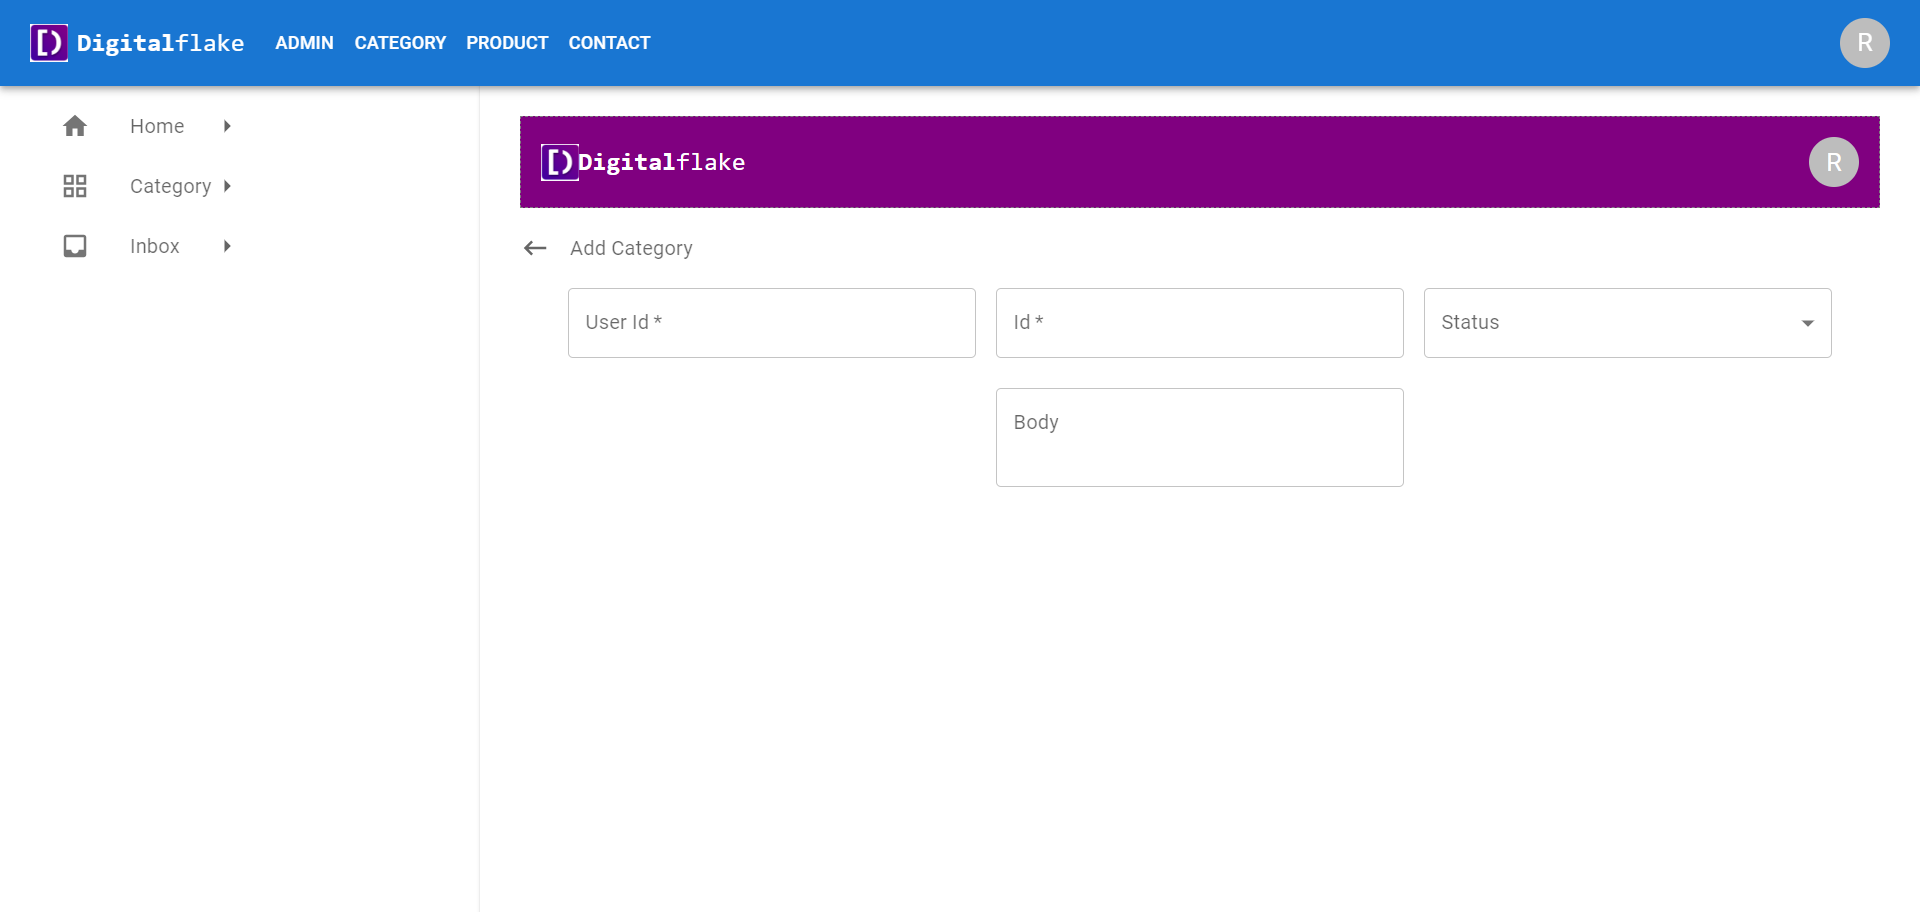 Digitalflake ADMIN CATEGORY PRODUCT CONTACT R
Home
Category
Inbox
Digitalflake R
Add Category
User Id * Id * Status
Body